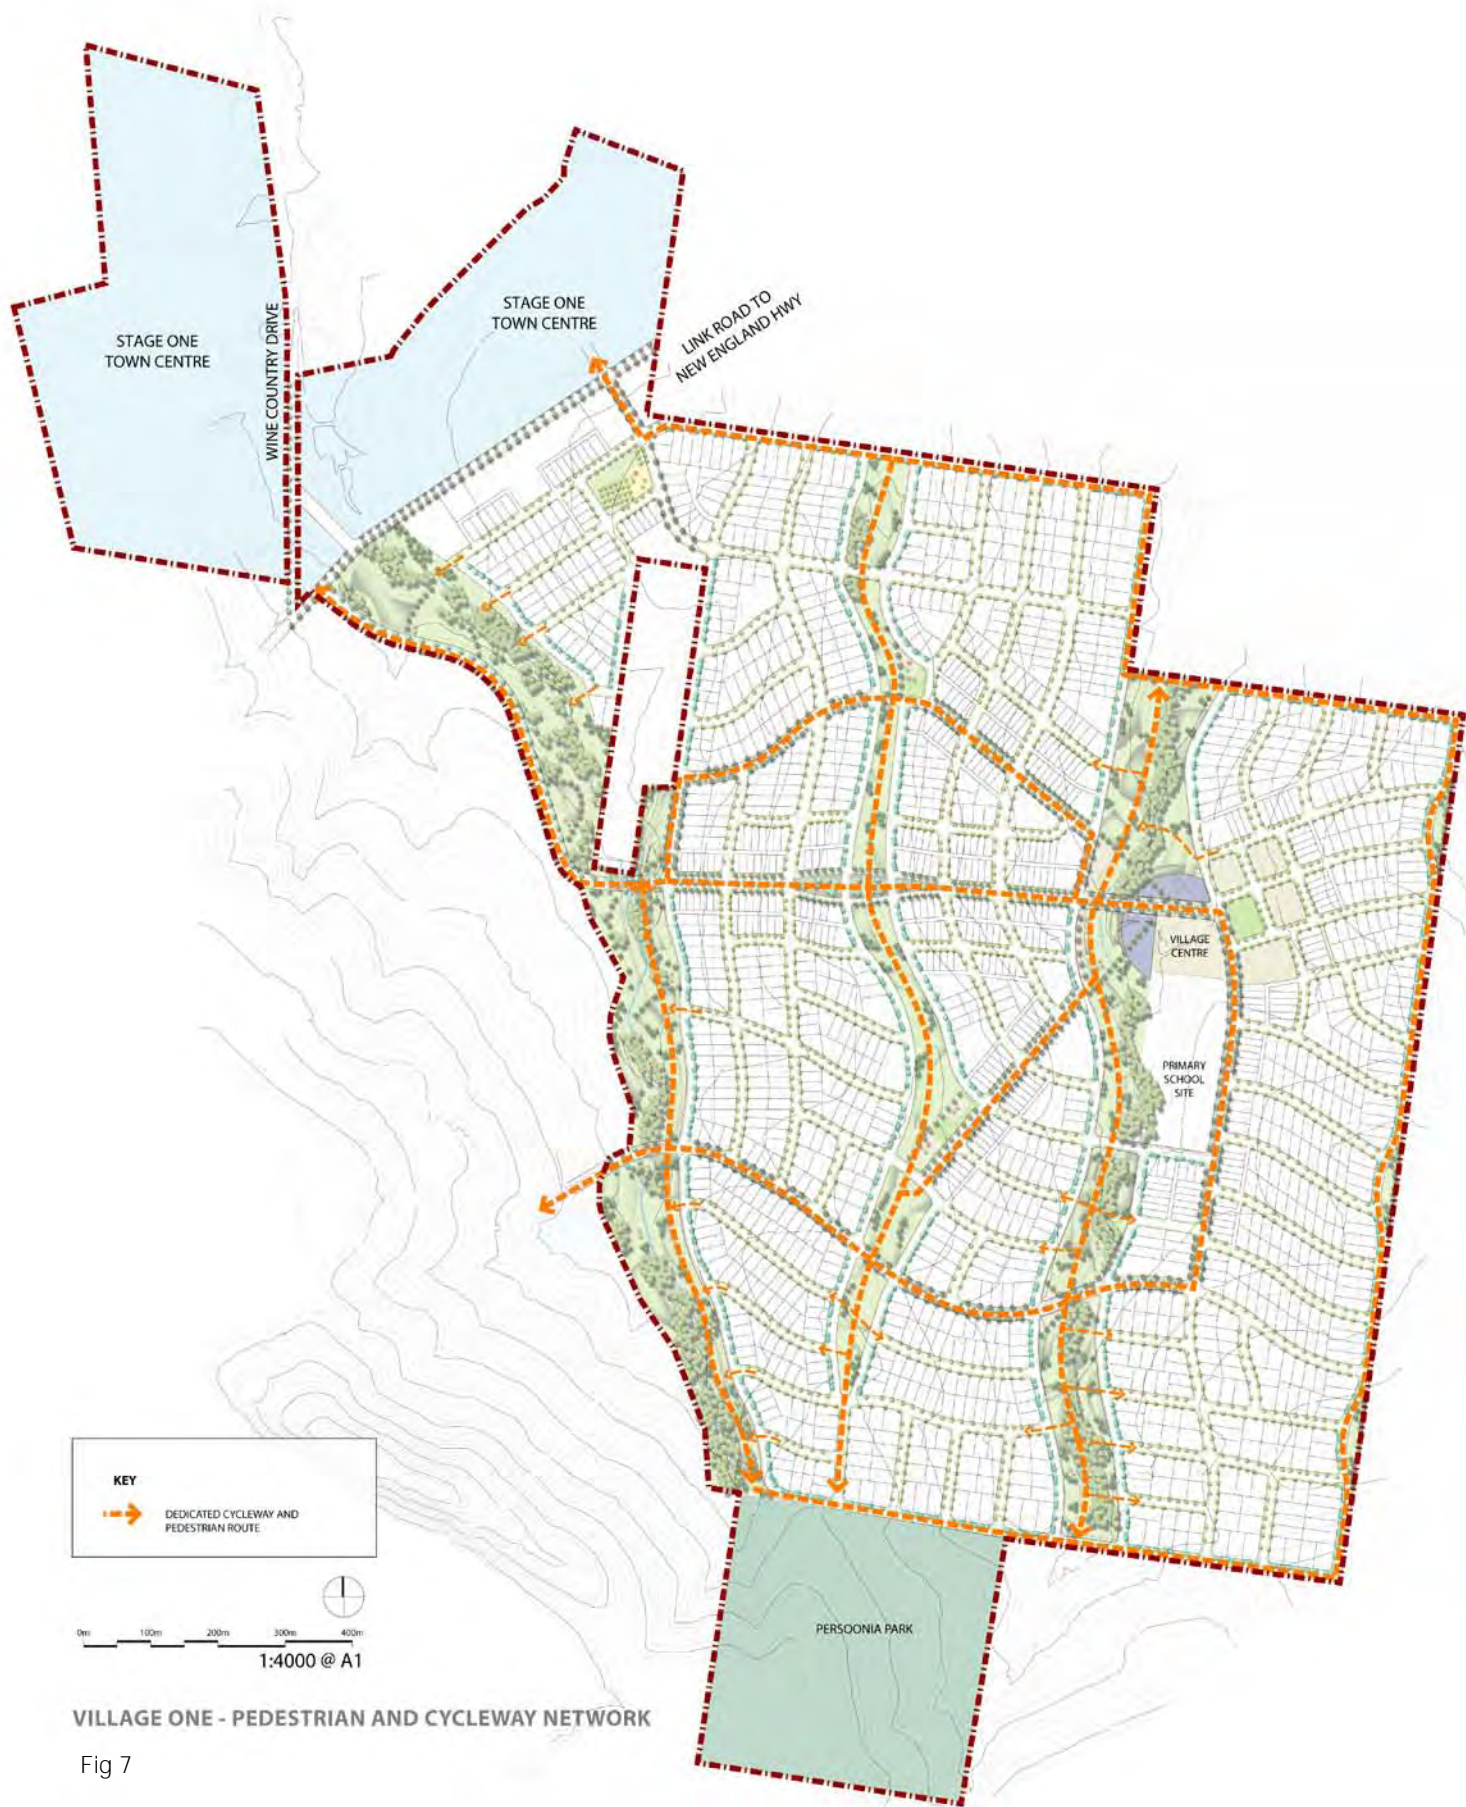 STAGE ONE
TOWN CENTRE
WINE COUNTRY DRIVE
STAGE ONE
TOWN CENTRE
LINK ROAD TO
NEW ENGLAND HWY
VILLAGE
CENTRE
PRIMARY
SCHOOL
SITE
KEY
DEDICATED CYCLEWAY AND
PEDESTRIAN ROUTE
0m 100m 200m 300m 400m
1:4000 @ A1
PERSOONIA PARK
VILLAGE ONE - PEDESTRIAN AND CYCLEWAY NETWORK
Fig 7